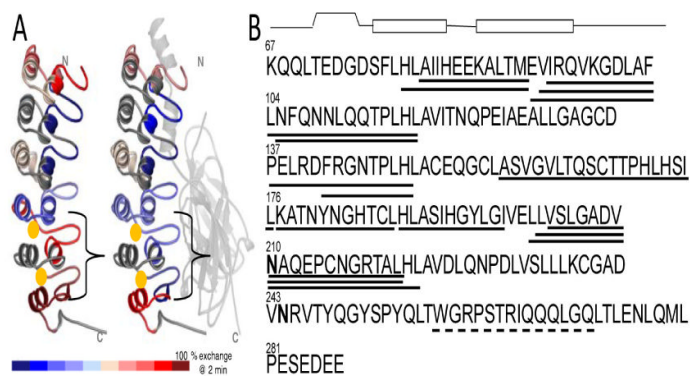 A
B
N
N
C
C
100 % exchange
@ 2 min
67
KQQLTEDGDSFLHLAIIHEEKALTMEVIRQVKGDLAF
104
LNFQNNLQQTPLHLAVITNQPEIAEALLGAGCD
137
PELRDFRGNTPLHLACEQGCLASVGVLTQSCTTPHLHSI
176
LKATNYNGHTCLHLASIHGYLGIVELLVSLGADV
210
NAQEPCNGRTALHLAVDLQNPDLVSLLLKCGAD
243
VNRVTYQGYSPYQLTWGRPSTRIQQQLGQLTLENLQML
281
PESEDEE